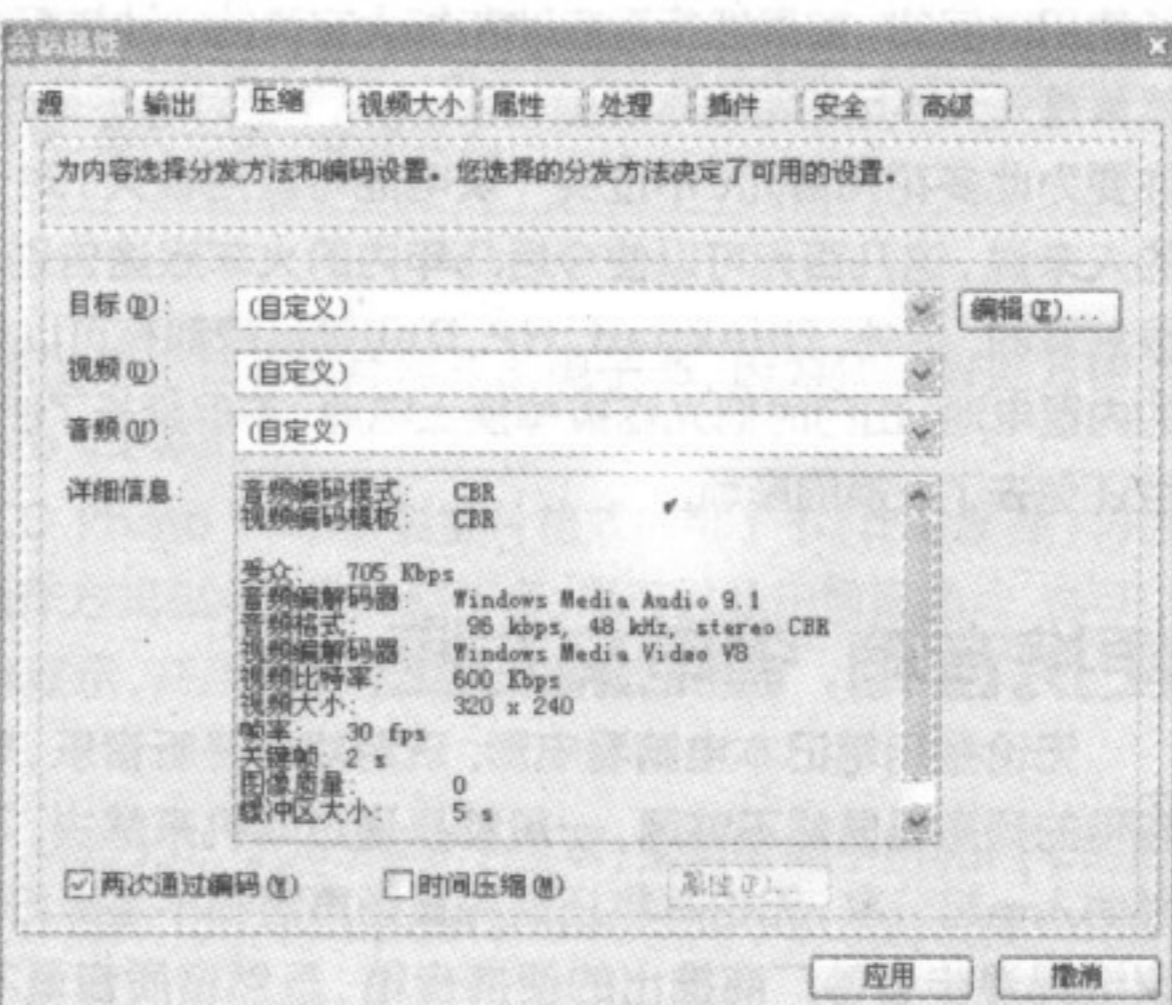 会话属性
源 输出 压缩 视频大小 属性 处理 插件 安全 高级
为内容选择分发方法和编码设置。您选择的分发方法决定了可用的设置。
目标(D): (自定义) 编辑(E)...
视频(Q): (自定义)
音频(U): (自定义)
详细信息:
音频编码模式: CBR
视频编码模板: CBR
受众: 705 Kbps
音频编解码器: Windows Media Audio 9.1
音频格式: 96 kbps, 48 kHz, stereo CBR
视频编解码器: Windows Media Video V8
视频比特率: 600 Kbps
视频大小: 320 x 240
帧率: 30 fps
关键帧: 2 s
图像质量: 0
缓冲区大小: 5 s
两次通过编码(Y) 时间压缩(M) 属性(P)...
应用 撤消